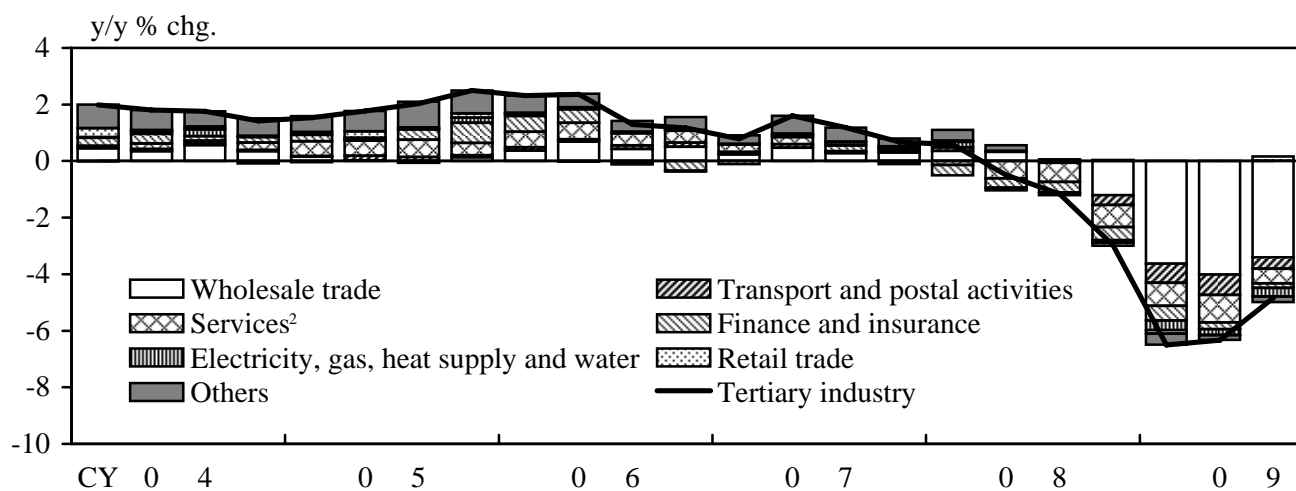 y/y % chg.
4
2
0
-2
-4
-6
-8
-10
Wholesale trade
Transport and postal activities
Services²
Finance and insurance
Electricity, gas, heat supply and water
Retail trade
Others
Tertiary industry
CY 0 4 0 5 0 6 0 7 0 8 0 9